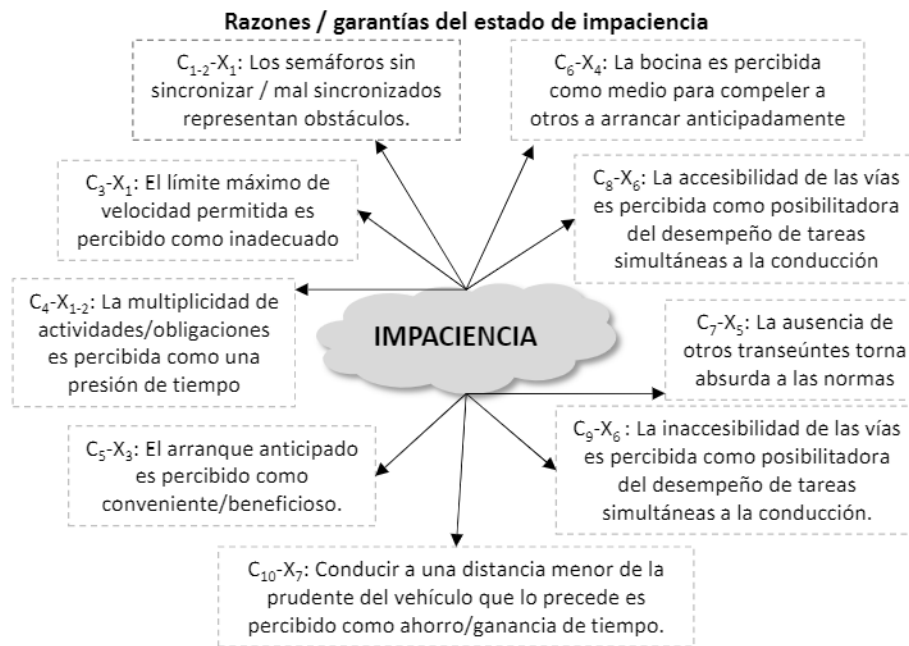 Razones / garantías del estado de impaciencia
C1-2-X1: Los semáforos sin
sincronizar / mal sincronizados
representan obstáculos.
C6-X4: La bocina es percibida
como medio para compeler a
otros a arrancar anticipadamente
C3-X1: El límite máximo de
velocidad permitida es
percibido como inadecuado
C8-X6: La accesibilidad de las vías
es percibida como posibilitadora
del desempeño de tareas
simultáneas a la conducción
C4-X1-2: La multiplicidad de
actividades/obligaciones
es percibida como una
presión de tiempo
IMPACIENCIA
C7-X5: La ausencia de
otros transeúntes torna
absurda a las normas
C5-X3: El arranque anticipado
es percibido como
conveniente/beneficioso.
C9-X6 : La inaccesibilidad de las vías
es percibida como posibilitadora
del desempeño de tareas
simultáneas a la conducción.
C10-X7: Conducir a una distancia menor de la
prudente del vehículo que lo precede es
percibido como ahorro/ganancia de tiempo.